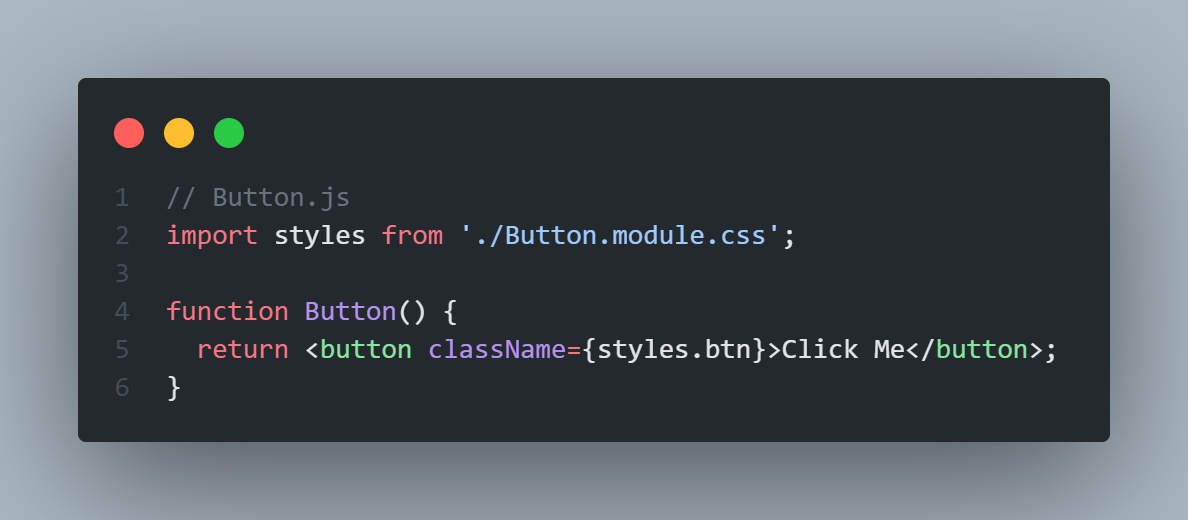 1 // Button.js
2 import styles from './Button.module.css';
3
4 function Button() {
5   return <button className={styles.btn}>Click Me</button>;
6 }